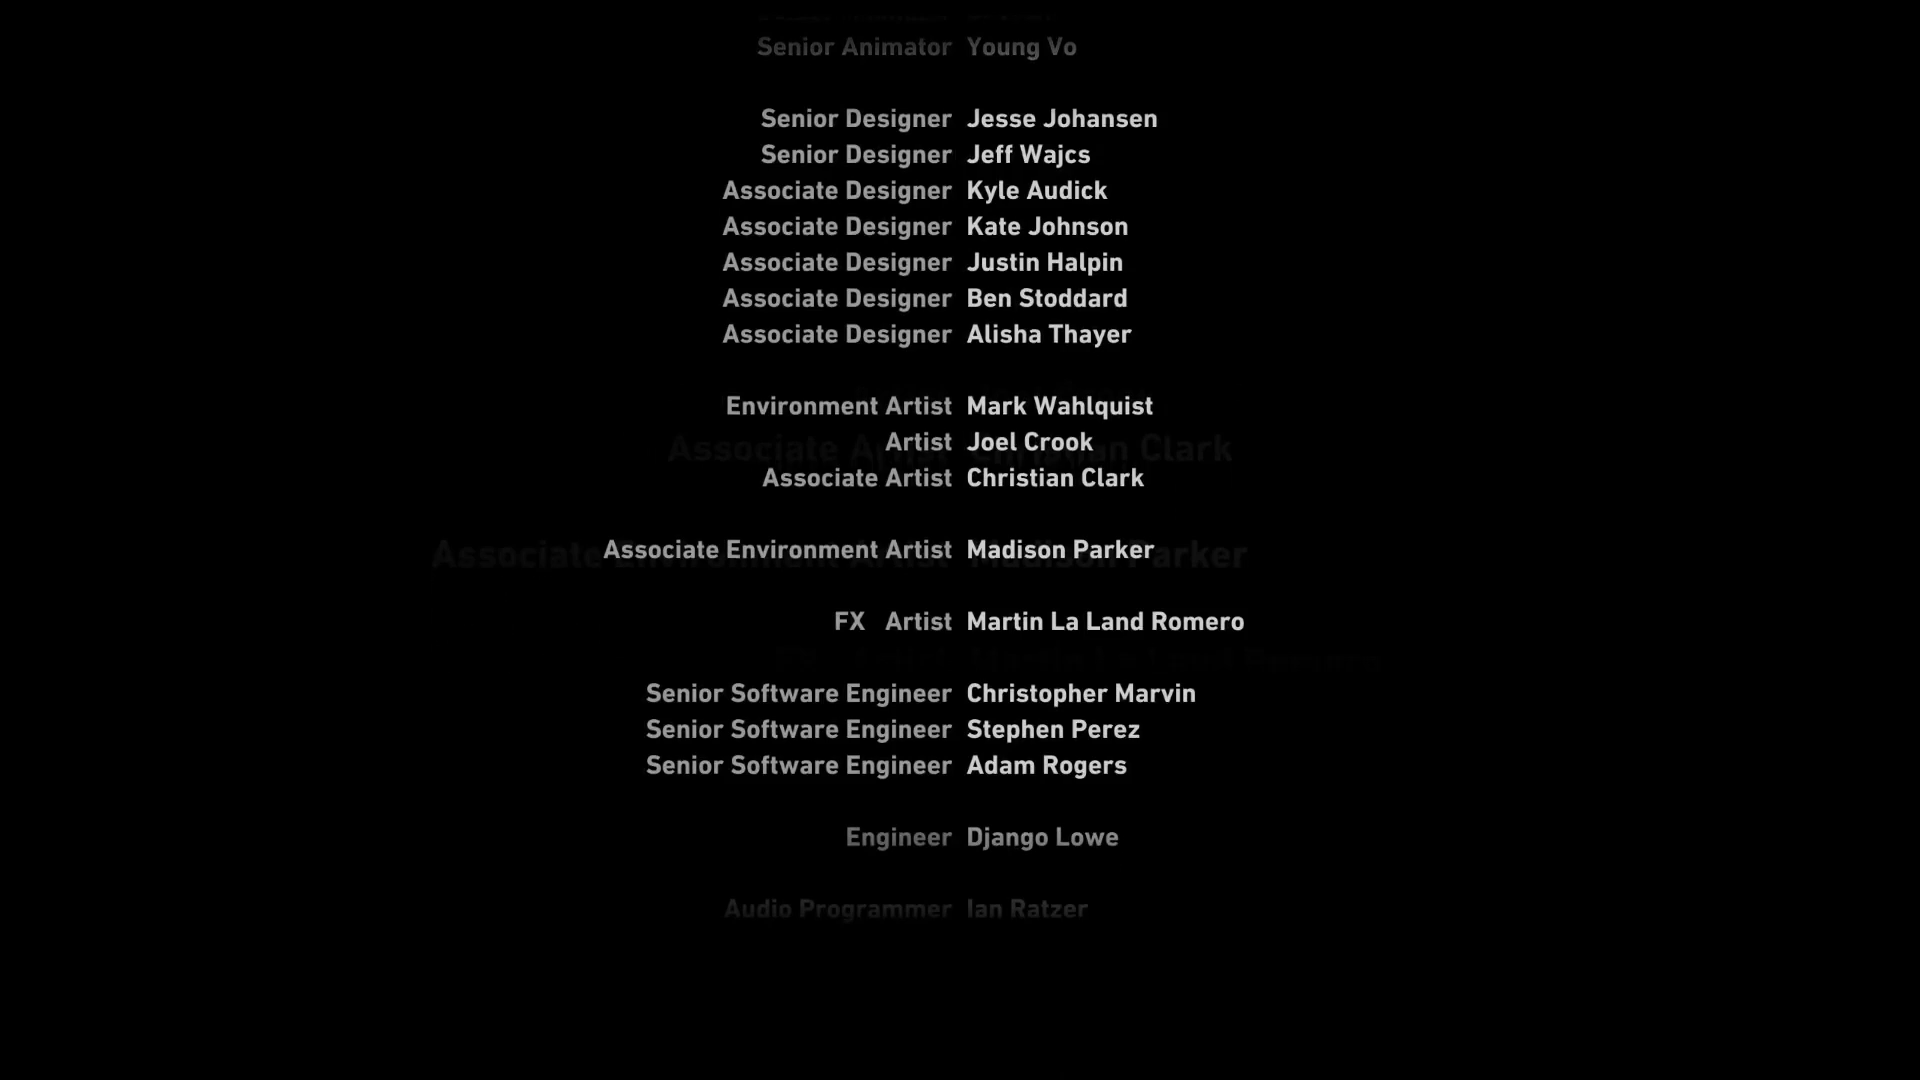 Senior Animator Young Vo
Senior Designer Jesse Johansen
Senior Designer Jeff Wajcs
Associate Designer Kyle Audick
Associate Designer Kate Johnson
Associate Designer Justin Halpin
Associate Designer Ben Stoddard
Associate Designer Alisha Thayer
Environment Artist Mark Wahlquist
Artist Joel Crook
Associate Artist Christian Clark
Associate Environment Artist Madison Parker
FX Artist Martin La Land Romero
Senior Software Engineer Christopher Marvin
Senior Software Engineer Stephen Perez
Senior Software Engineer Adam Rogers
Engineer Django Lowe
Audio Programmer Ian Ratzer